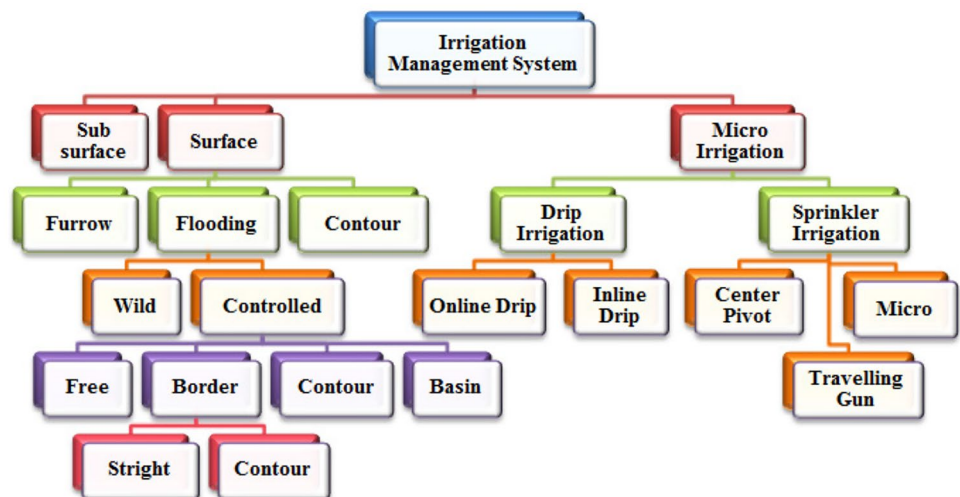 Irrigation
Management System
Sub
surface
Surface
Micro
Irrigation
Furrow
Flooding
Contour
Drip
Irrigation
Sprinkler
Irrigation
Wild
Controlled
Online Drip
Inline
Drip
Center
Pivot
Micro
Free
Border
Contour
Basin
Travelling
Gun
Stright
Contour